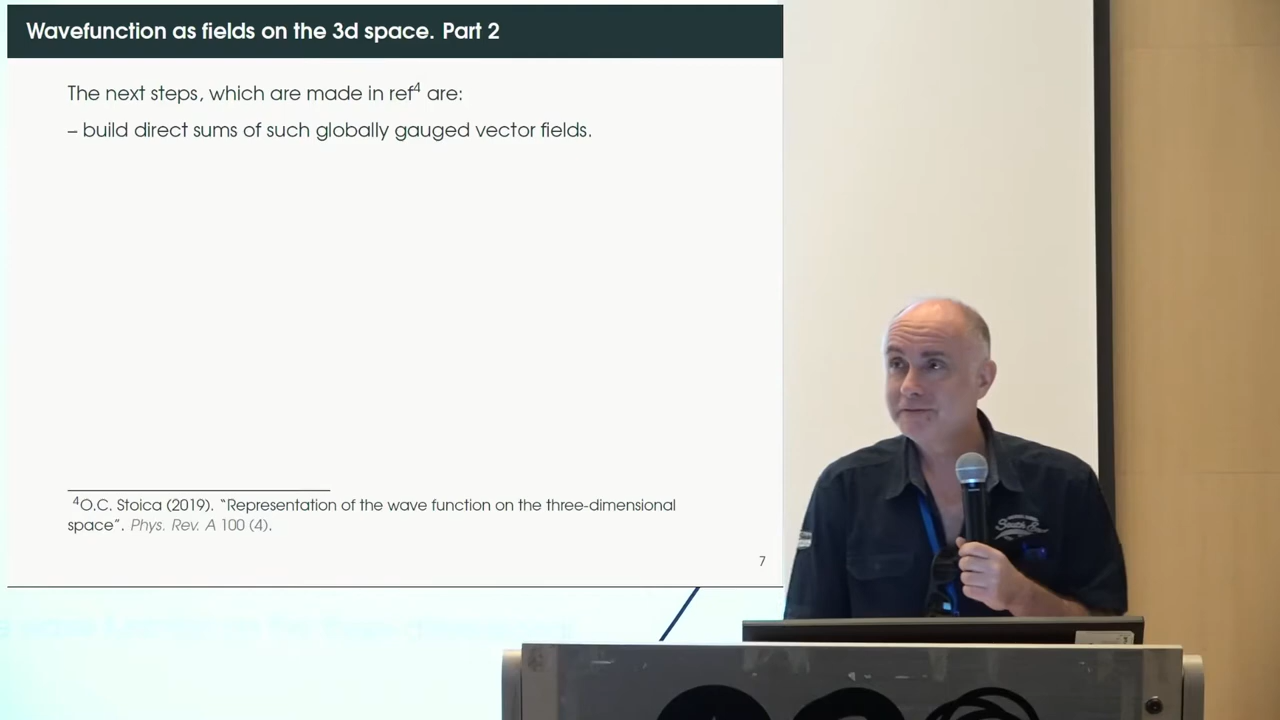 Wavefunction as fields on the 3d space. Part 2
The next steps, which are made in ref⁴ are:
– build direct sums of such globally gauged vector fields.
⁴O.C. Stoica (2019). “Representation of the wave function on the three-dimensional
space”. Phys. Rev. A 100 (4).
7